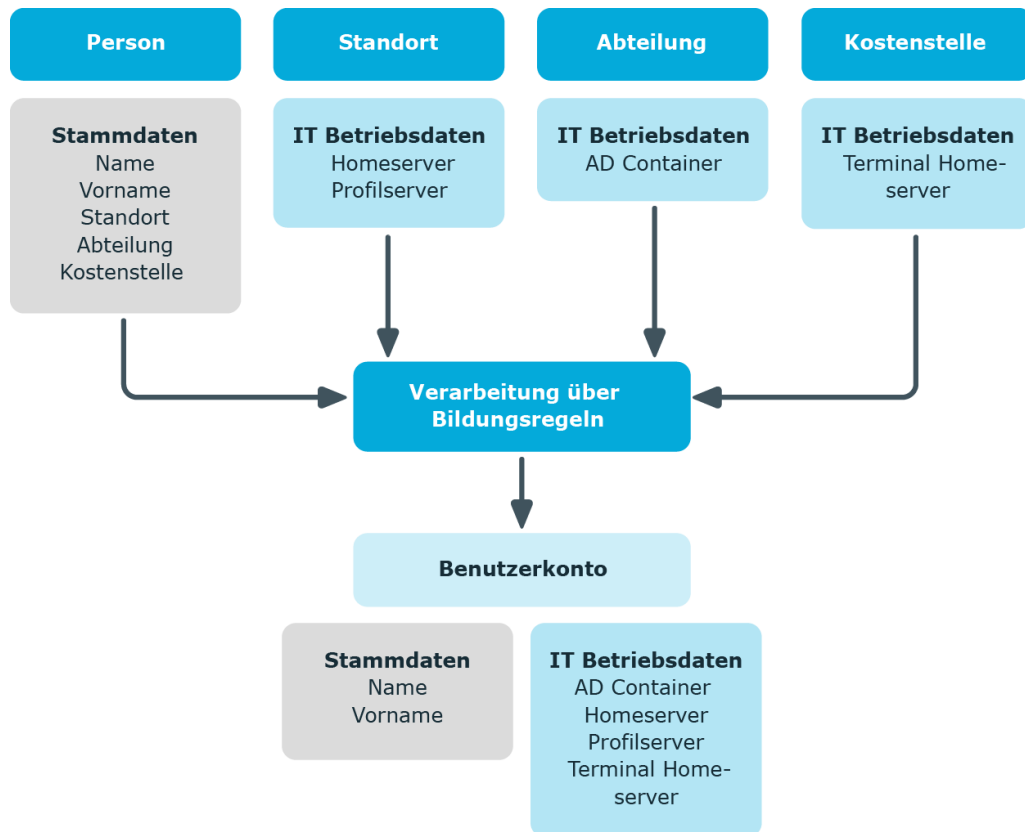 Person
Standort
Abteilung
Kostenstelle
Stammdaten
Name
Vorname
Standort
Abteilung
Kostenstelle
IT Betriebsdaten
Homeserver
Profilserver
IT Betriebsdaten
AD Container
IT Betriebsdaten
Terminal Home-
server
Verarbeitung über
Bildungsregeln
Benutzerkonto
Stammdaten
Name
Vorname
IT Betriebsdaten
AD Container
Homeserver
Profilserver
Terminal Home-
server